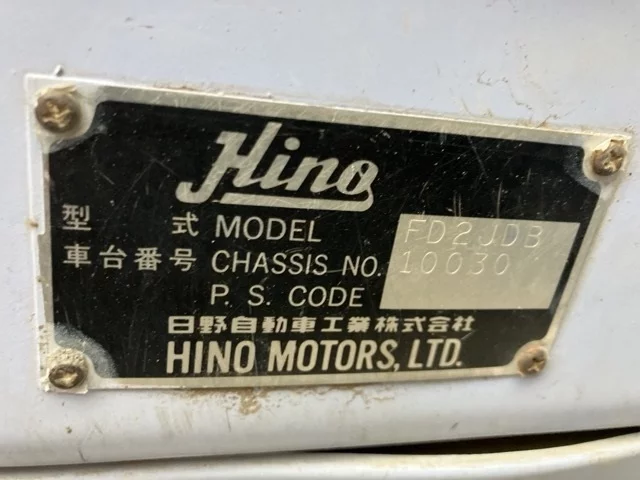 Hino
型 式 MODEL FD2JDB
車台番号 CHASSIS NO. 10030
P. S. CODE
日野自動車工業株式会社
HINO MOTORS, LTD.